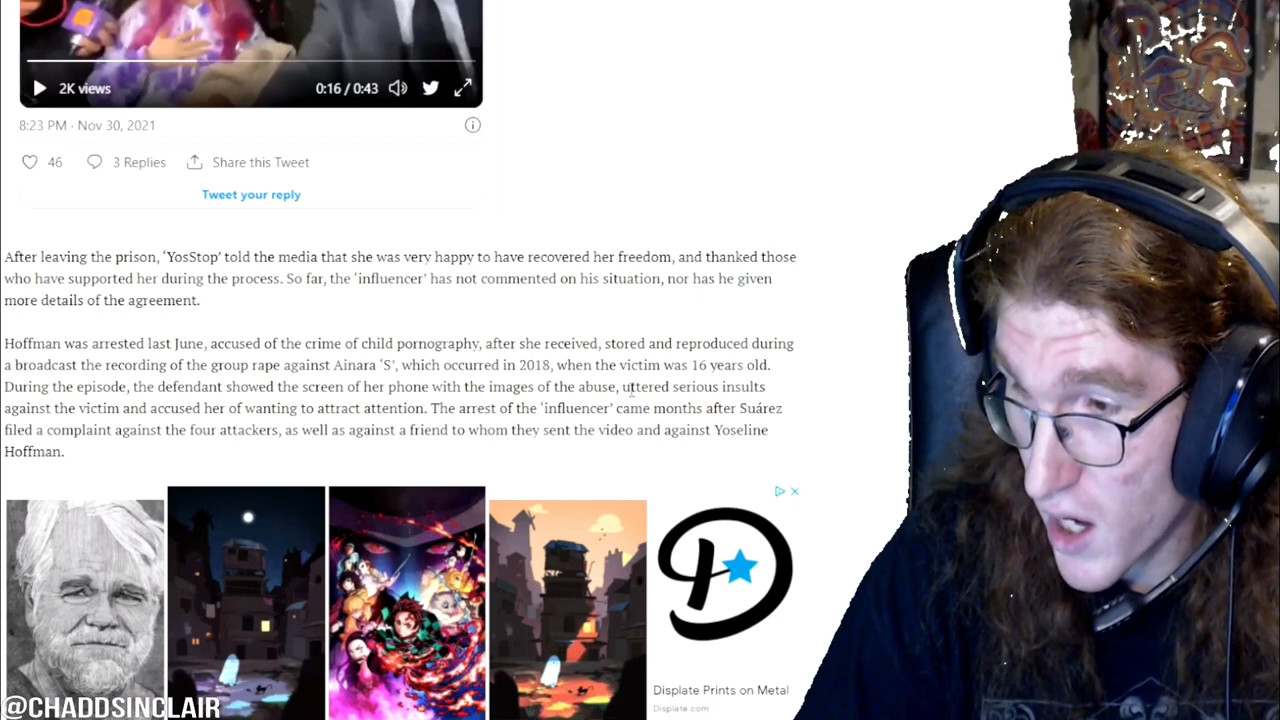 2K views
0:16 / 0:43
8:23 PM · Nov 30, 2021
46
3 Replies
Share this Tweet
Tweet your reply
After leaving the prison, ‘YosStop’ told the media that she was very happy to have recovered her freedom, and thanked those
who have supported her during the process. So far, the ‘influencer’ has not commented on his situation, nor has he given
more details of the agreement.
Hoffman was arrested last June, accused of the crime of child pornography, after she received, stored and reproduced during
a broadcast the recording of the group rape against Ainara ‘S’, which occurred in 2018, when the victim was 16 years old.
During the episode, the defendant showed the screen of her phone with the images of the abuse, uttered serious insults
against the victim and accused her of wanting to attract attention. The arrest of the ‘influencer’ came months after Suárez
filed a complaint against the four attackers, as well as against a friend to whom they sent the video and against Yoseline
Hoffman.
D
Displate Prints on Metal
Displate.com
@CHADDSINCLAIR